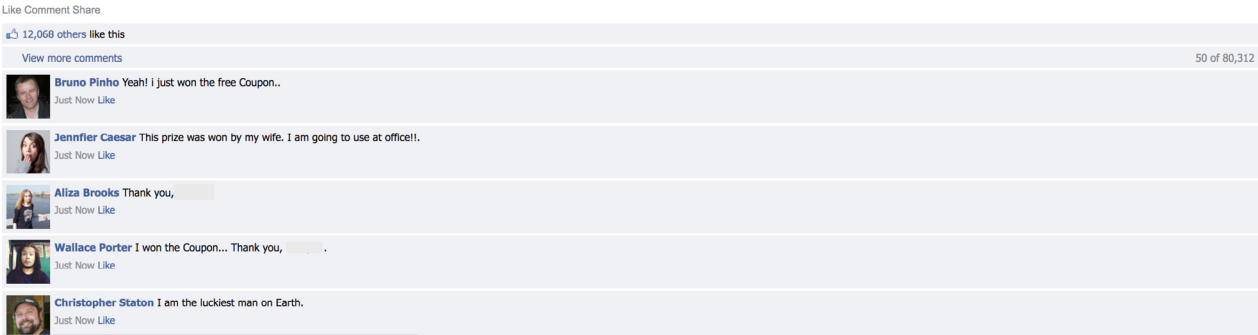 Like Comment Share
12,068 others like this
View more comments 50 of 80,312
Bruno Pinho Yeah! i just won the free Coupon..
Just Now Like
Jennfier Caesar This prize was won by my wife. I am going to use at office!!.
Just Now Like
Aliza Brooks Thank you,
Just Now Like
Wallace Porter I won the Coupon... Thank you, .
Just Now Like
Christopher Staton I am the luckiest man on Earth.
Just Now Like